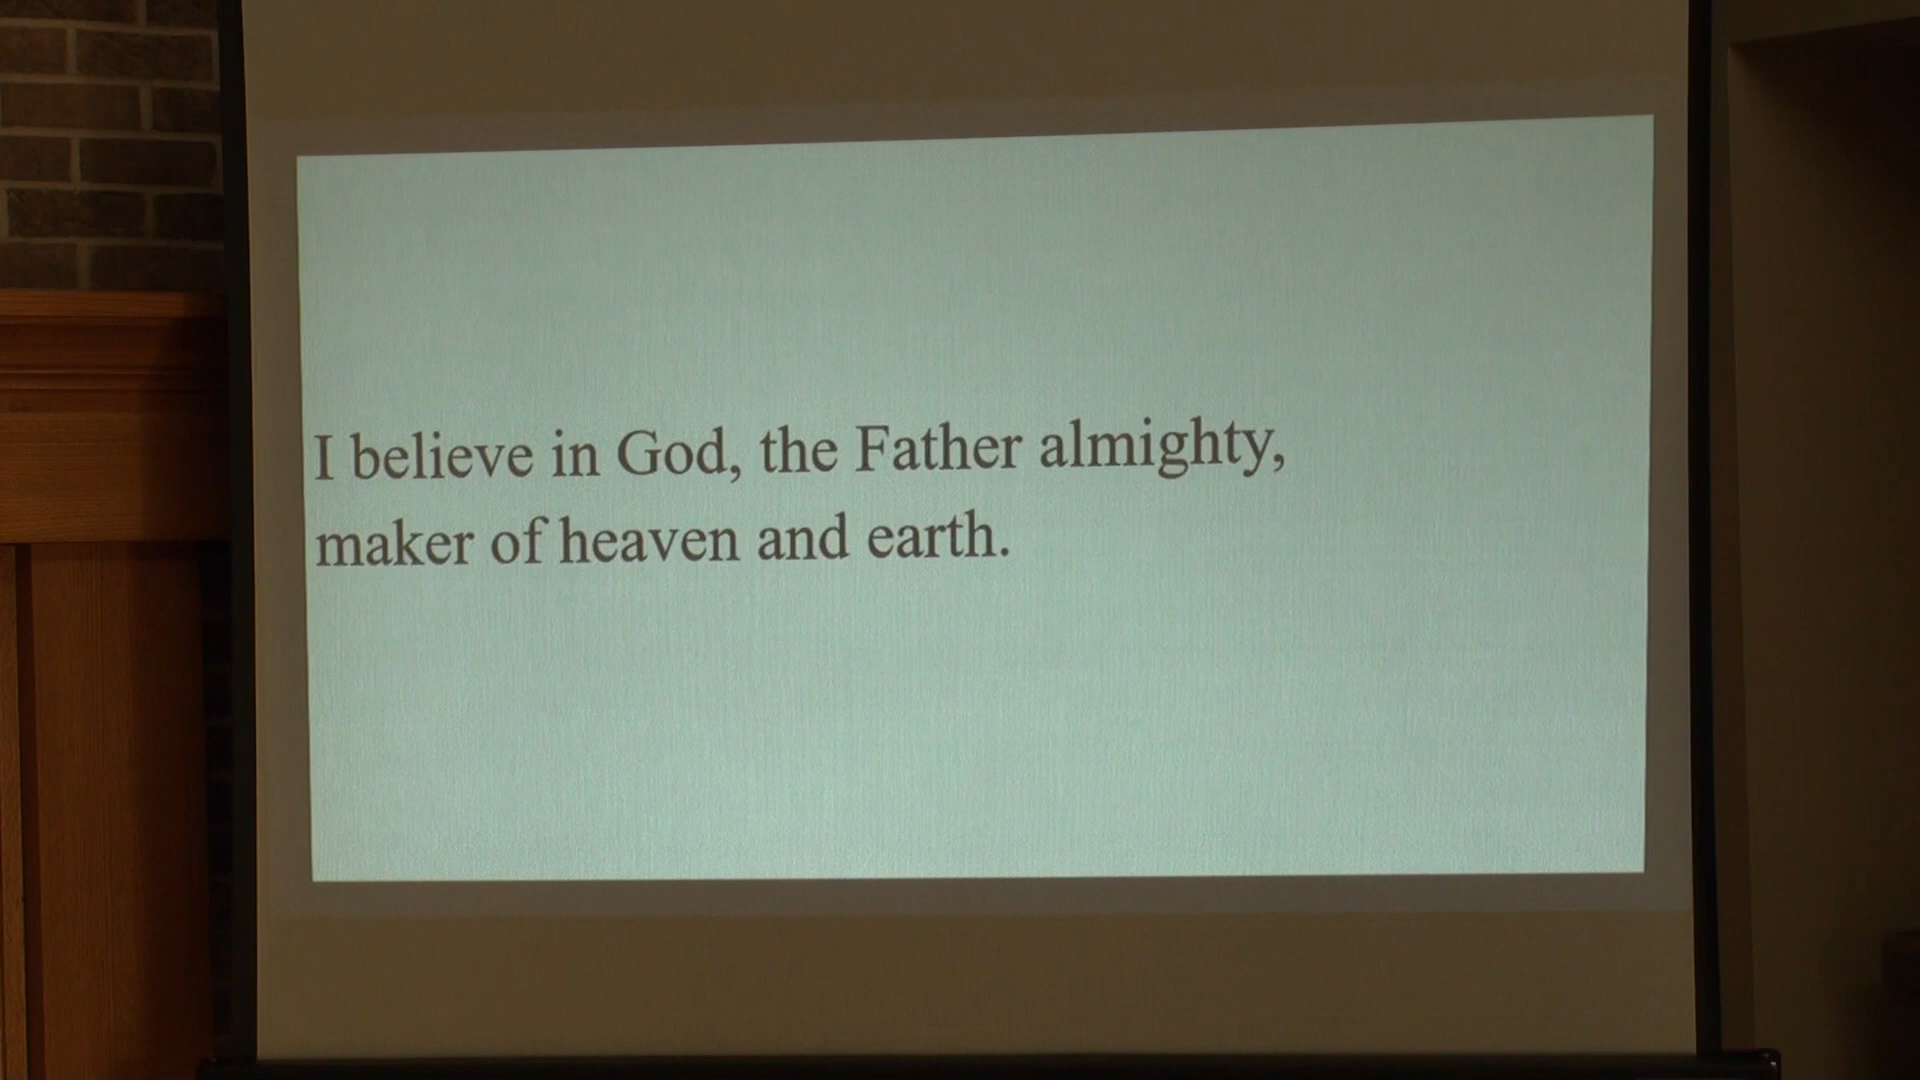 I believe in God, the Father almighty,
maker of heaven and earth.